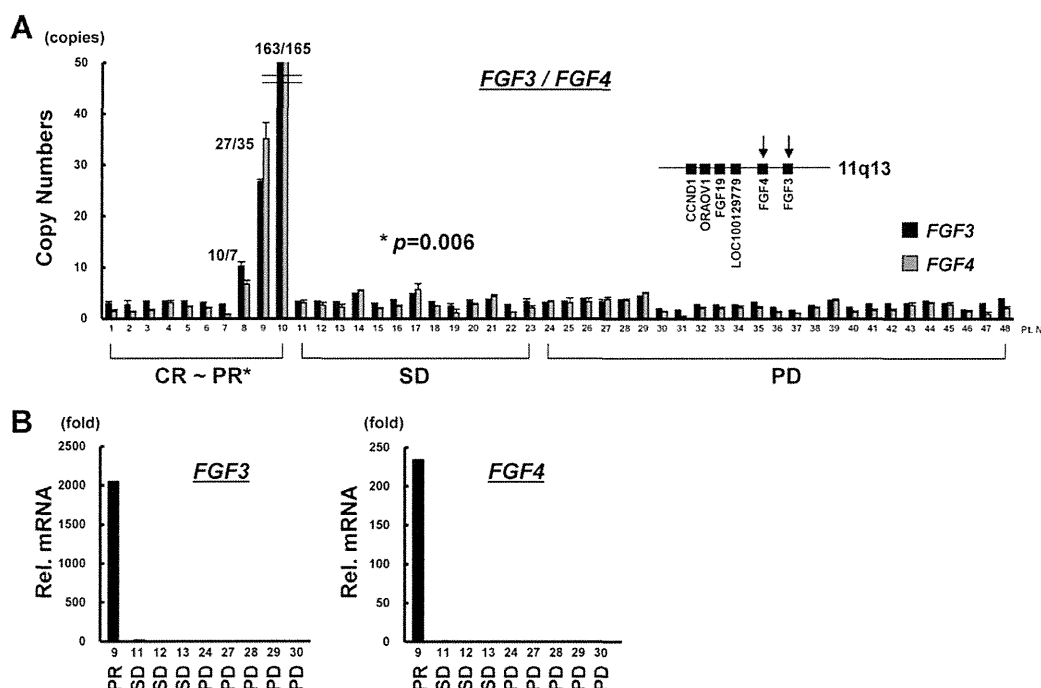 A
(copies)
163/165
50
40
30
20
10
0
Copy Numbers
FGF3 / FGF4
27/35
10/7
* p=0.006
11q13
CCND1
ORAOV1
FGF19
LOC100129779
FGF4
FGF3
FGF3
FGF4
1 2 3 4 5 6 7 8 9 10 11 12 13 14 15 16 17 18 19 20 21 22 23 24 25 26 27 28 29 30 31 32 33 34 35 36 37 38 39 40 41 42 43 44 45 46 47 48 Pt. N
CR ~ PR* SD PD
B
(fold)
2500
2000
1500
1000
500
0
Rel. mRNA
FGF3
9 11 12 13 24 27 28 29 30
PR SD SD SD PD PD PD PD PD
(fold)
250
200
150
100
50
0
Rel. mRNA
FGF4
9 11 12 13 24 27 28 29 30
PR SD SD SD PD PD PD PD PD